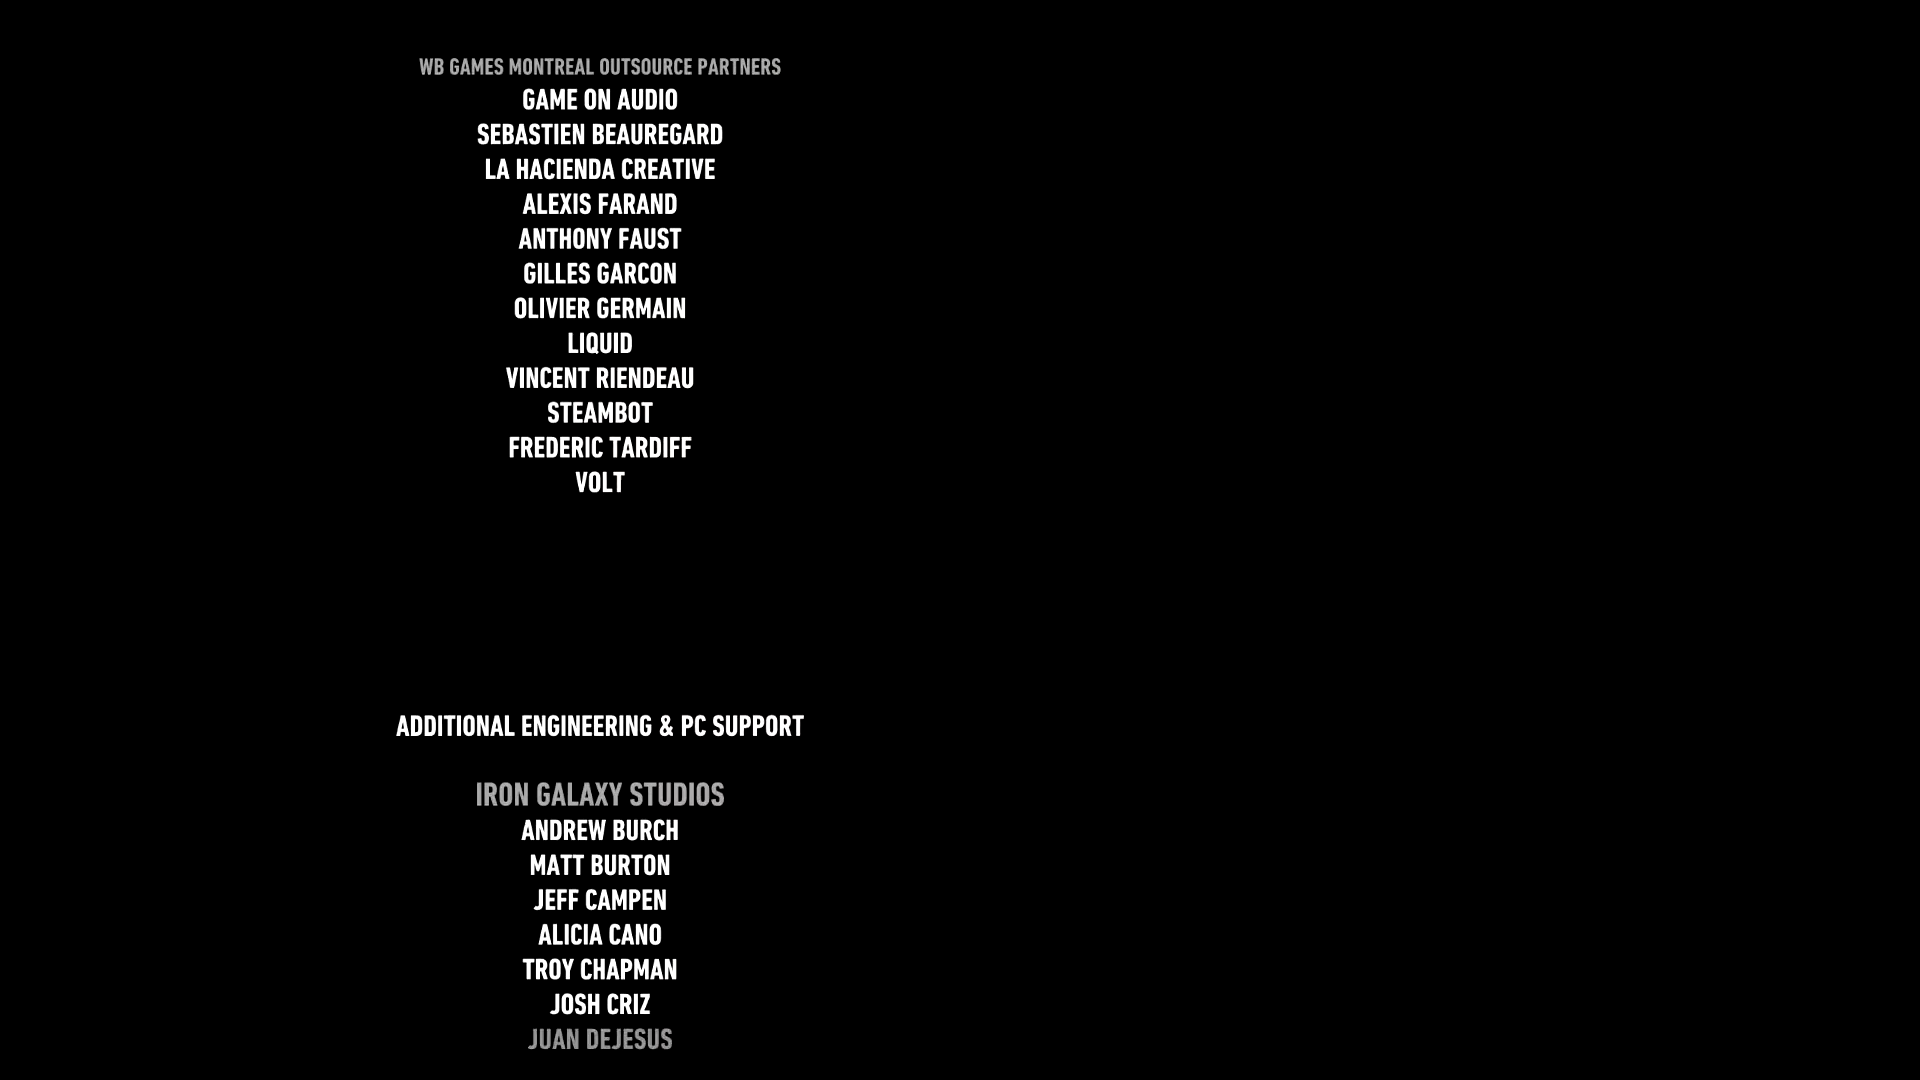 WB GAMES MONTREAL OUTSOURCE PARTNERS
GAME ON AUDIO
SEBASTIEN BEAUREGARD
LA HACIENDA CREATIVE
ALEXIS FARAND
ANTHONY FAUST
GILLES GARCON
OLIVIER GERMAIN
LIQUID
VINCENT RIENDEAU
STEAMBOT
FREDERIC TARDIFF
VOLT
ADDITIONAL ENGINEERING & PC SUPPORT
IRON GALAXY STUDIOS
ANDREW BURCH
MATT BURTON
JEFF CAMPEN
ALICIA CANO
TROY CHAPMAN
JOSH CRIZ
JUAN DEJESUS